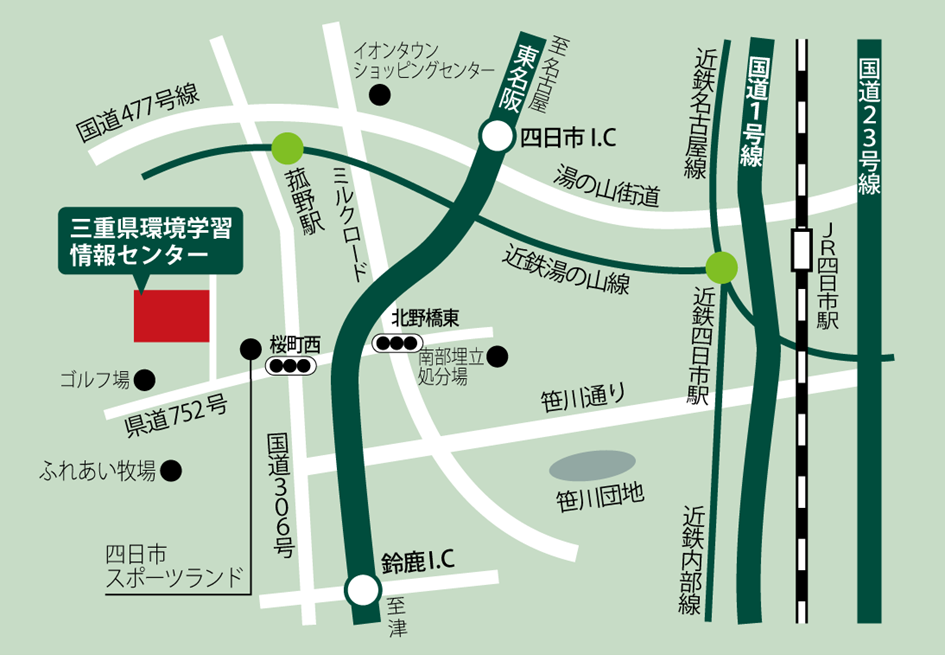 イオンタウン
ショッピングセンター
至名古屋
東名阪
国道477号線
四日市 I.C
近鉄名古屋線
国道1号線
国道23号線
菰野駅
ミルクロード
湯の山街道
三重県環境学習
情報センター
近鉄湯の山線
JR四日市駅
近鉄四日市駅
北野橋東
桜町西
南部埋立
処分場
ゴルフ場
県道752号
笹川通り
国道306号
ふれあい牧場
笹川団地
近鉄内部線
四日市
スポーツランド
鈴鹿I.C
至津